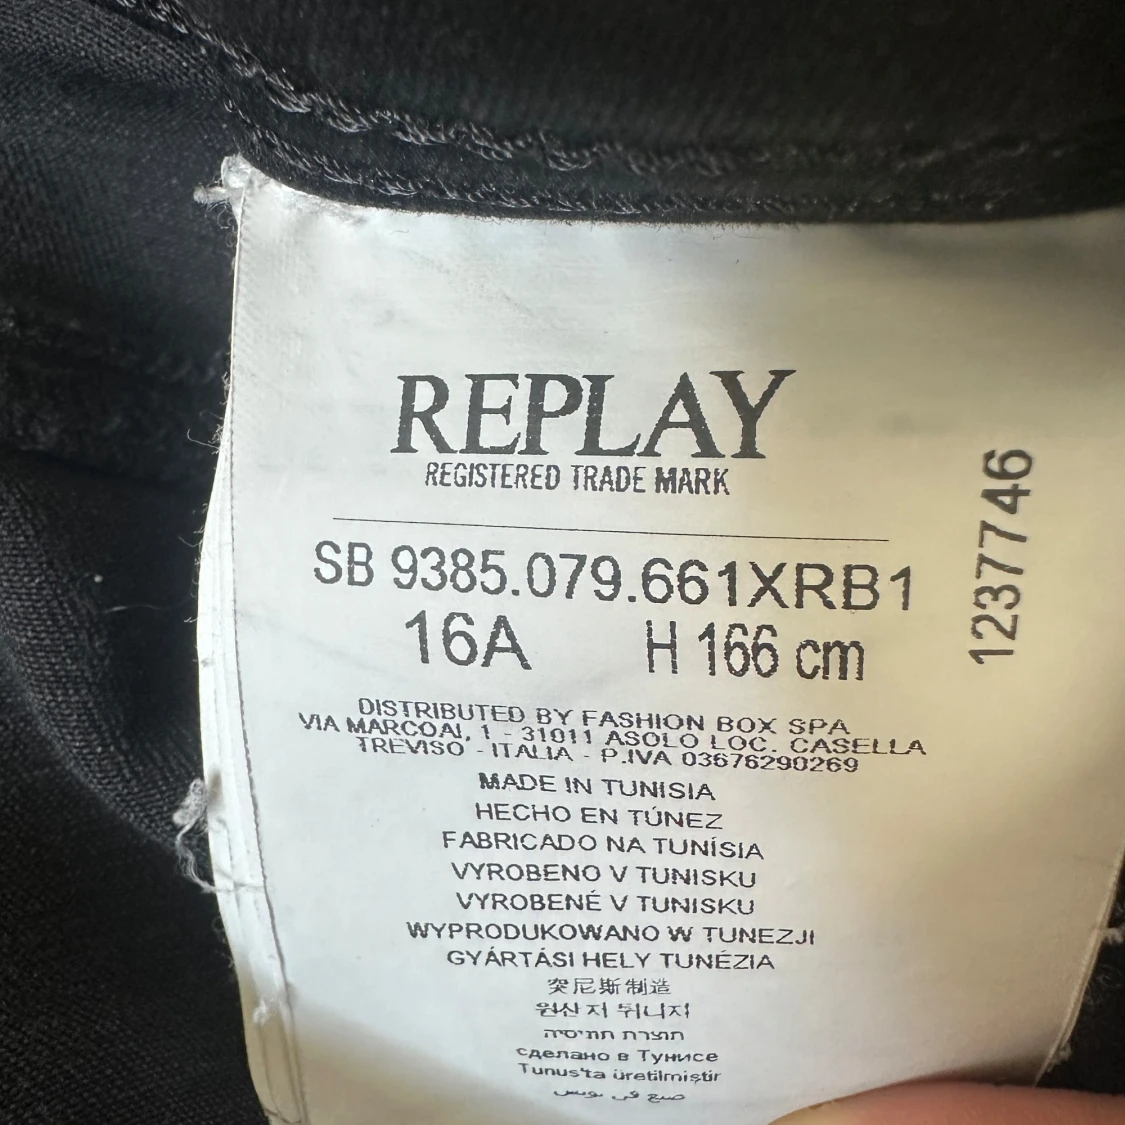 REPLAY
REGISTERED TRADE MARK
SB 9385.079.661XRB1
16A H 166 cm
1237746
DISTRIBUTED BY FASHION BOX SPA
VIA MARCOAI, 1 - 31011 ASOLO LOC. CASELLA
TREVISO - ITALIA - P.IVA 03676290269
MADE IN TUNISIA
HECHO EN TÚNEZ
FABRICADO NA TUNÍSIA
VYROBENO V TUNISKU
VYROBENÉ V TUNISKU
WYPRODUKOWANO W TUNEZJI
GYÁRTÁSI HELY TUNÉZIA
突尼斯制造
원산지 튀니지
תוצרת תוניסיה
сделано в Тунисе
Tunus'ta üretilmiştir
صنع في تونس